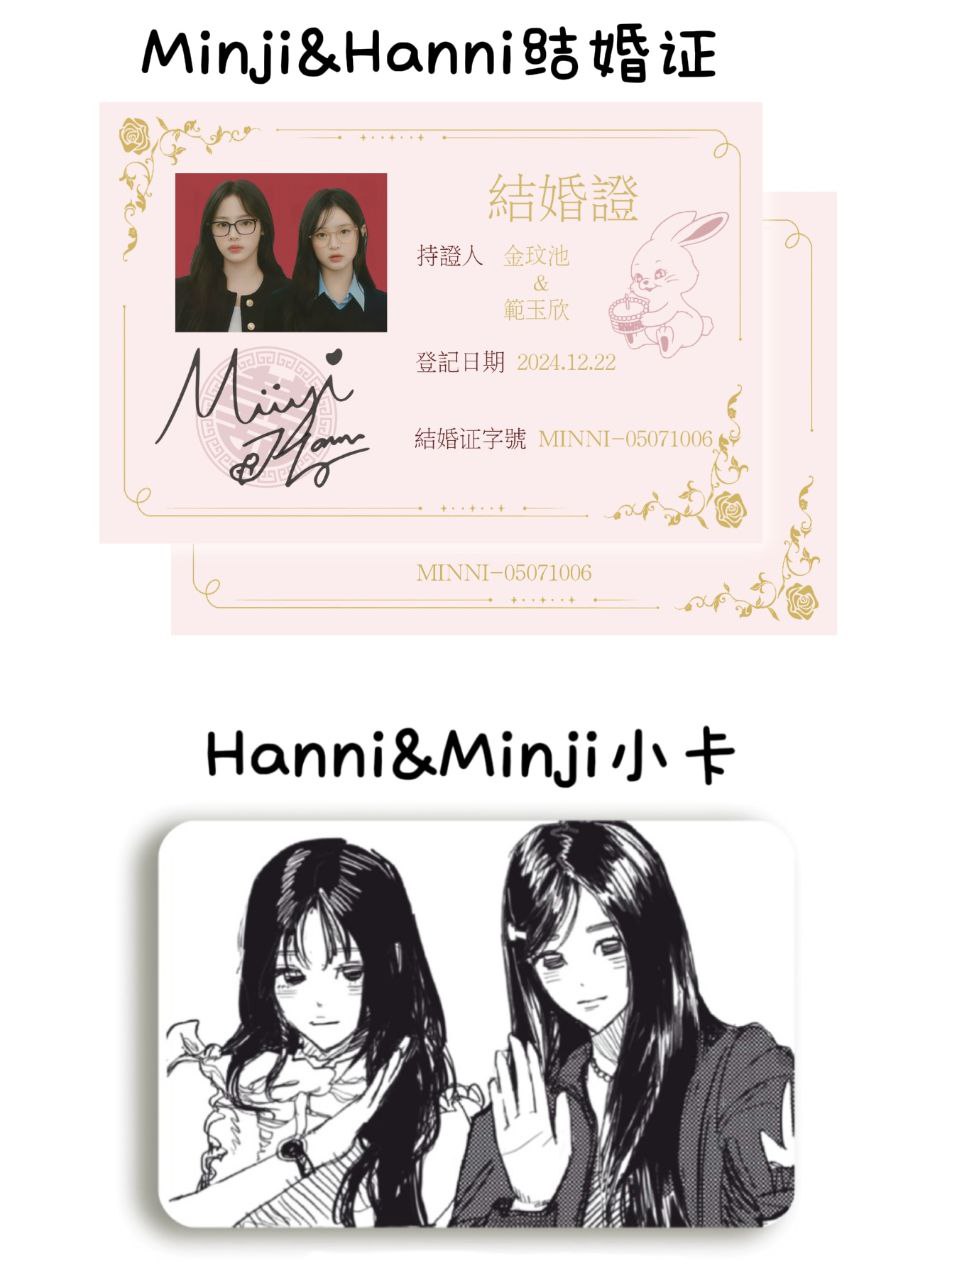 Minji&Hanni结婚证
結婚證
持證人 金玟池
&
範玉欣
登記日期 2024.12.22
結婚证字號 MINNI-05071006
Minji
Hanni
MINNI-05071006
Hanni&Minji小卡